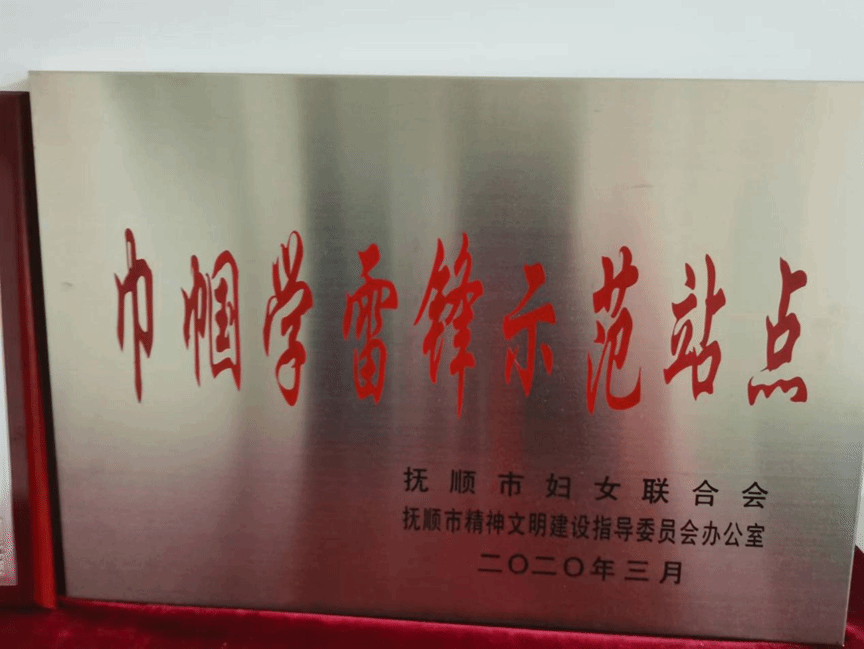 巾帼学雷锋示范站点
抚顺市妇女联合会
抚顺市精神文明建设指导委员会办公室
二〇二〇年三月